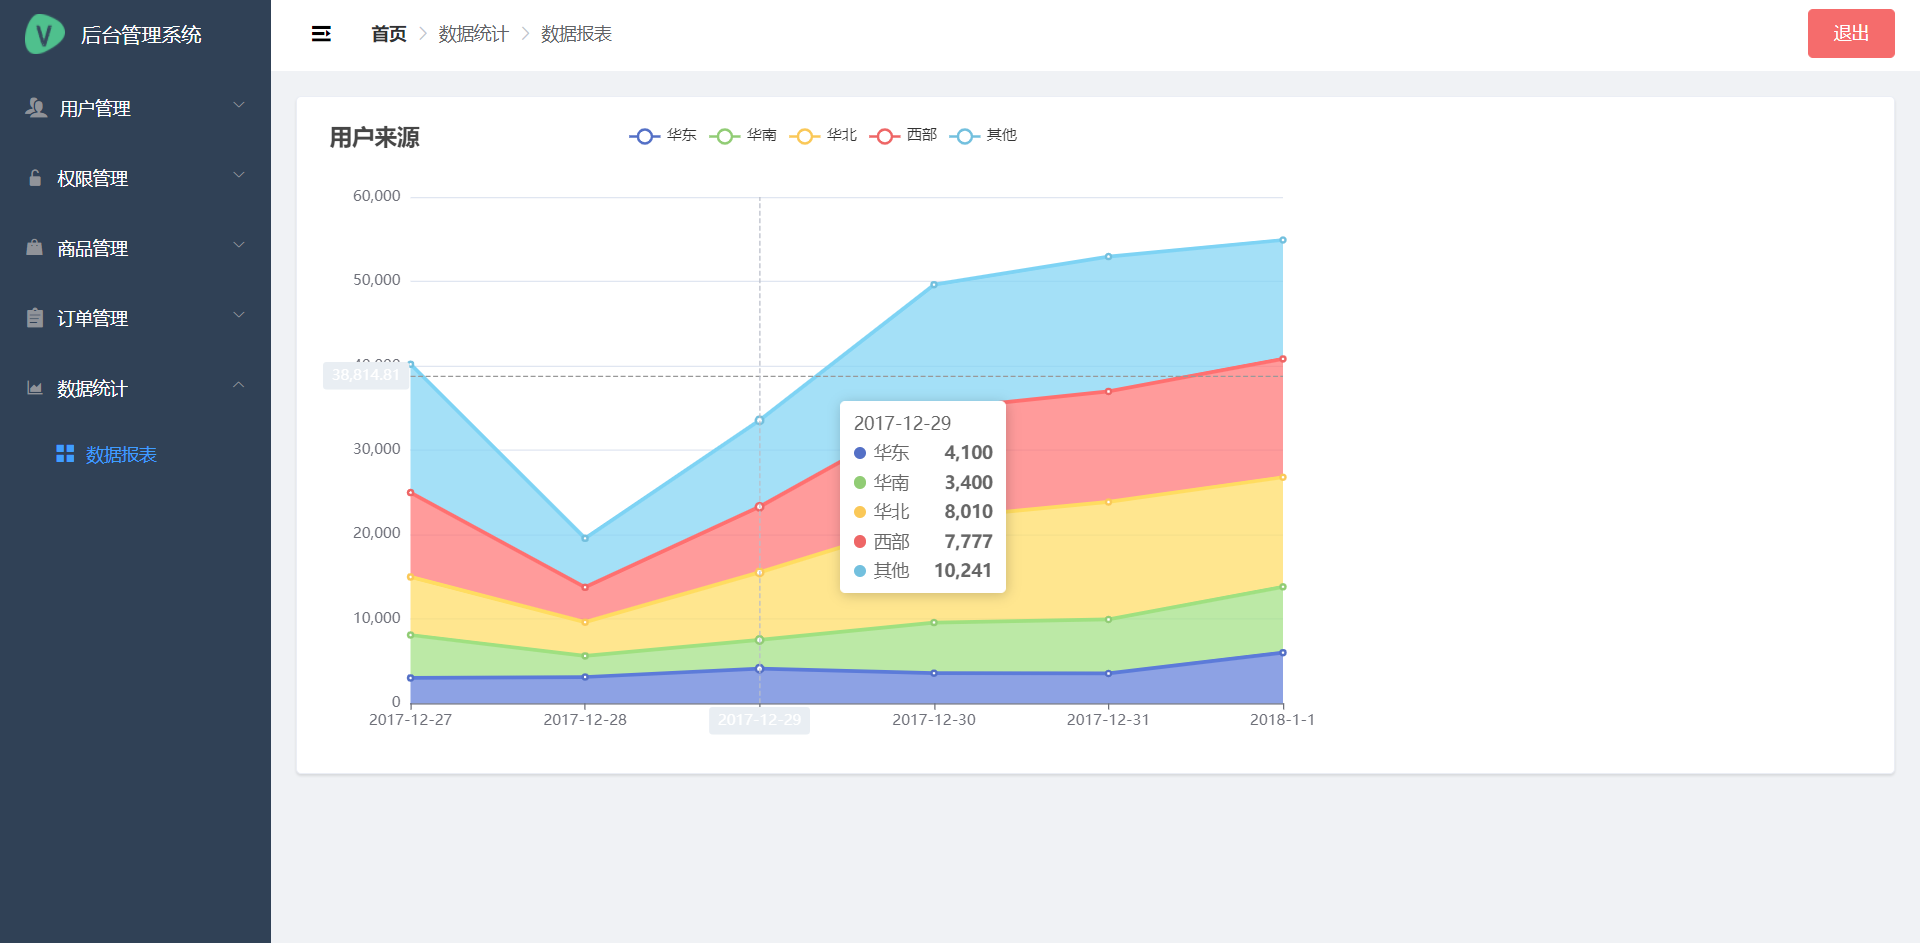 后台管理系统
首页 数据统计 数据报表
退出
用户管理
权限管理
商品管理
订单管理
数据统计
数据报表
用户来源
华东 华南 华北 西部 其他
60,000
50,000
40,000
38,814.81
30,000
20,000
10,000
0
2017-12-27 2017-12-28 2017-12-29 2017-12-30 2017-12-31 2018-1-1
2017-12-29
华东 4,100
华南 3,400
华北 8,010
西部 7,777
其他 10,241